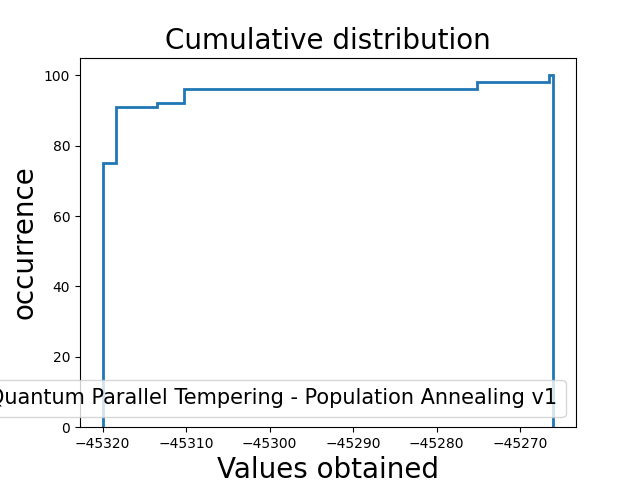 Cumulative distribution
occurrence
100
80
60
40
20
0
Quantum Parallel Tempering - Population Annealing v1
−45320 −45310 −45300 −45290 −45280 −45270
Values obtained